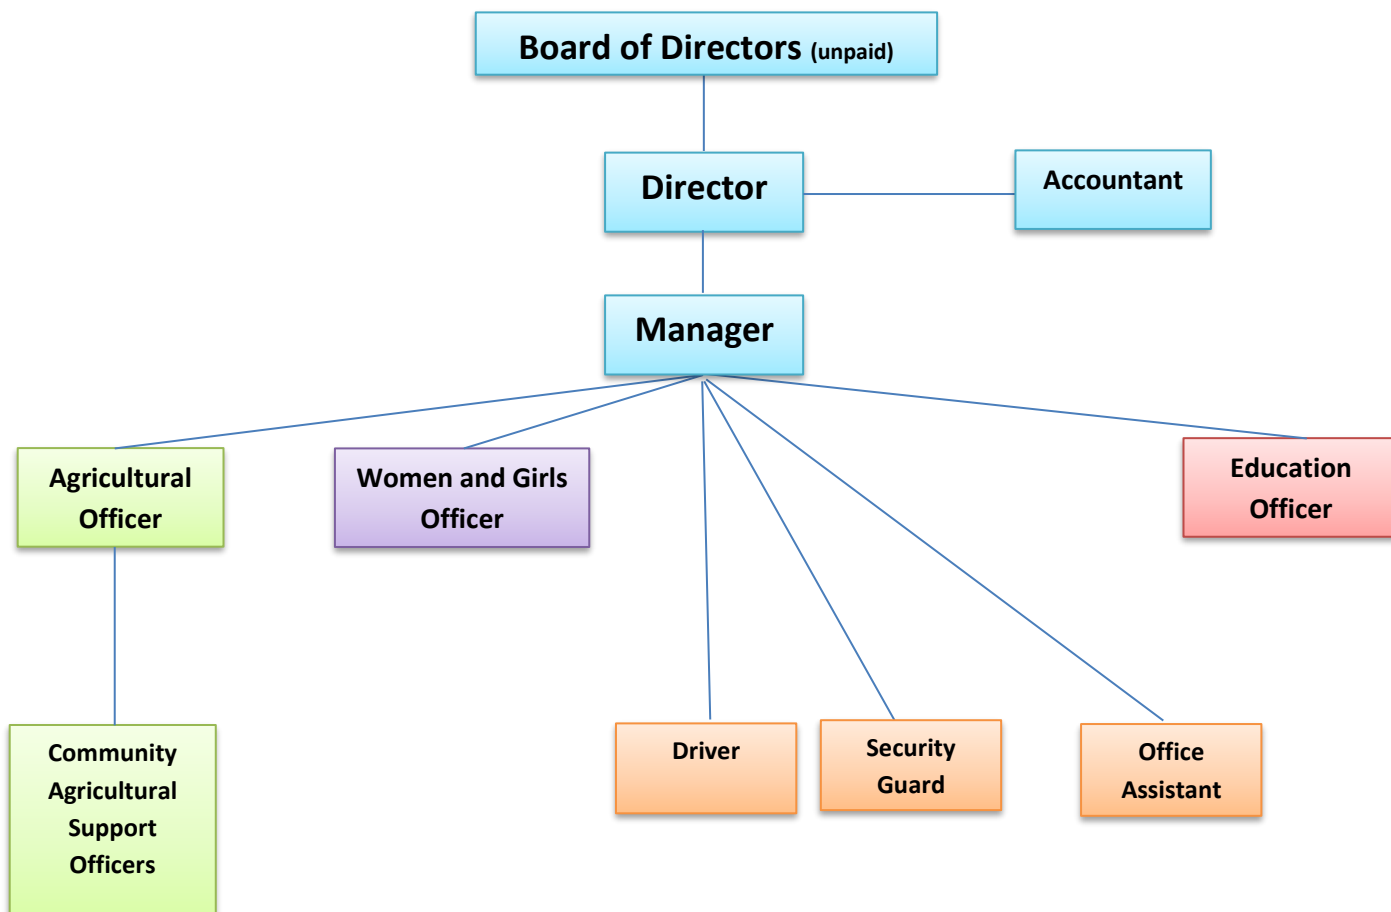 Board of Directors (unpaid)
Director
Accountant
Manager
Agricultural
Officer
Women and Girls
Officer
Education
Officer
Community
Agricultural
Support
Officers
Driver
Security
Guard
Office
Assistant